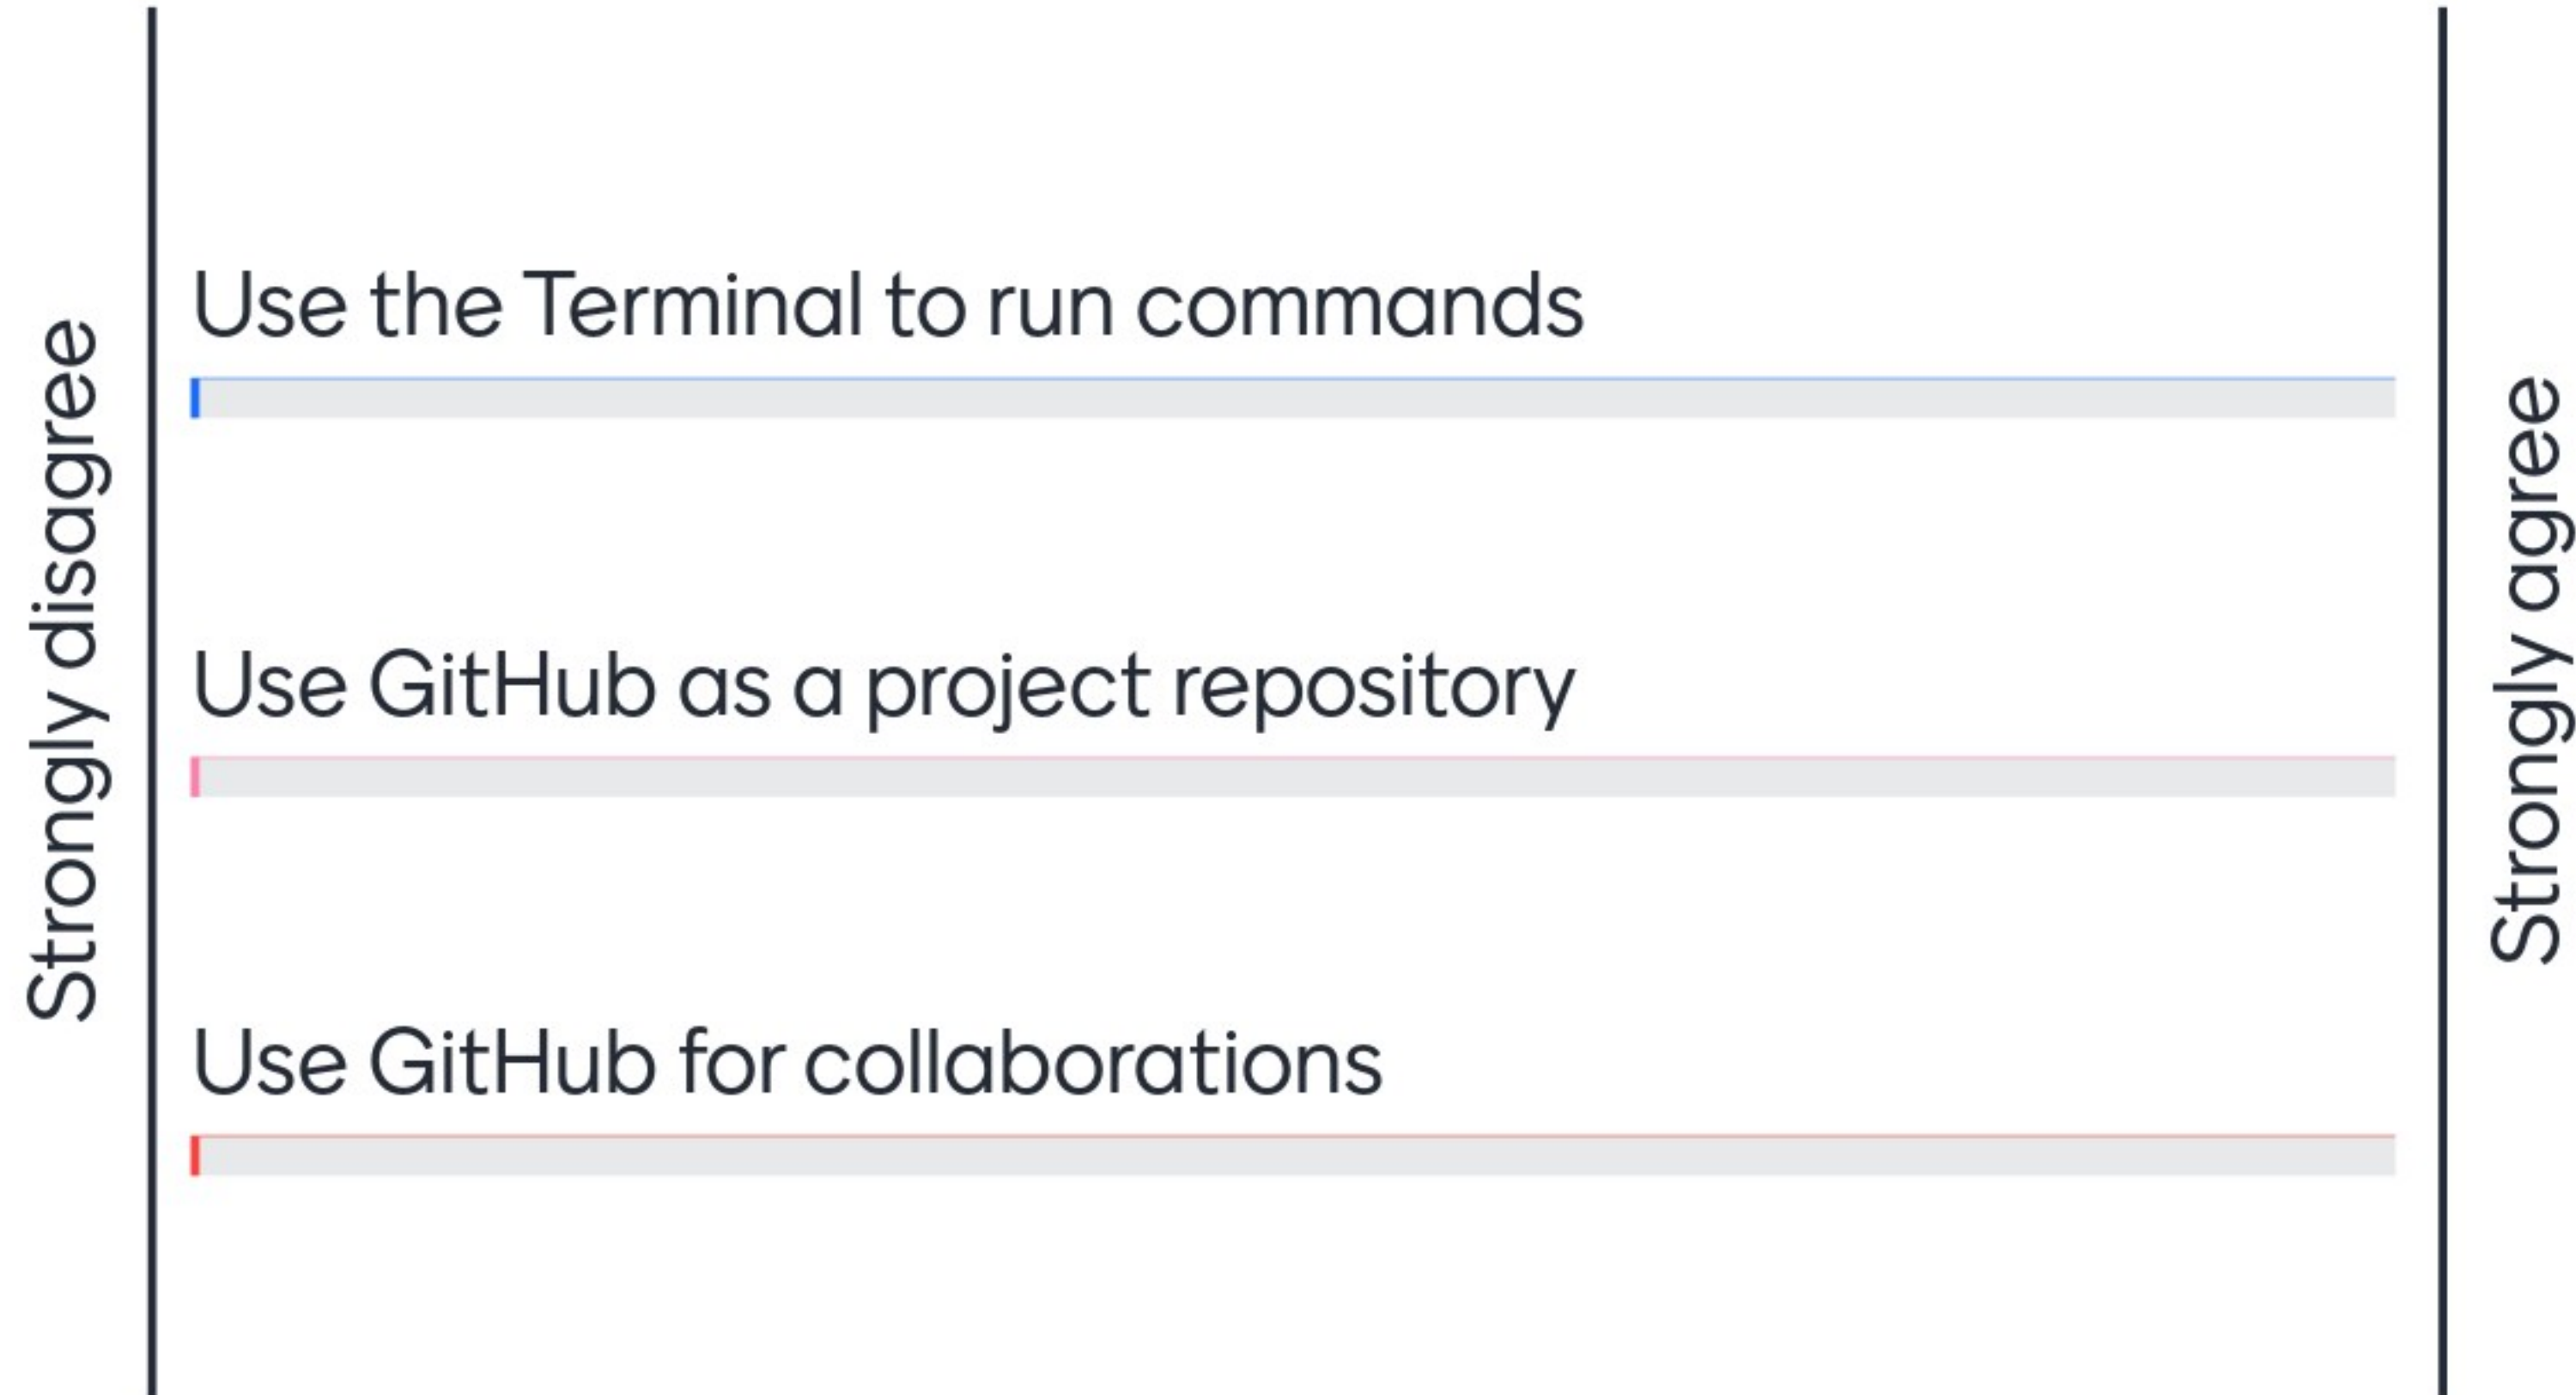 Strongly disagree
Use the Terminal to run commands
Use GitHub as a project repository
Use GitHub for collaborations
Strongly agree